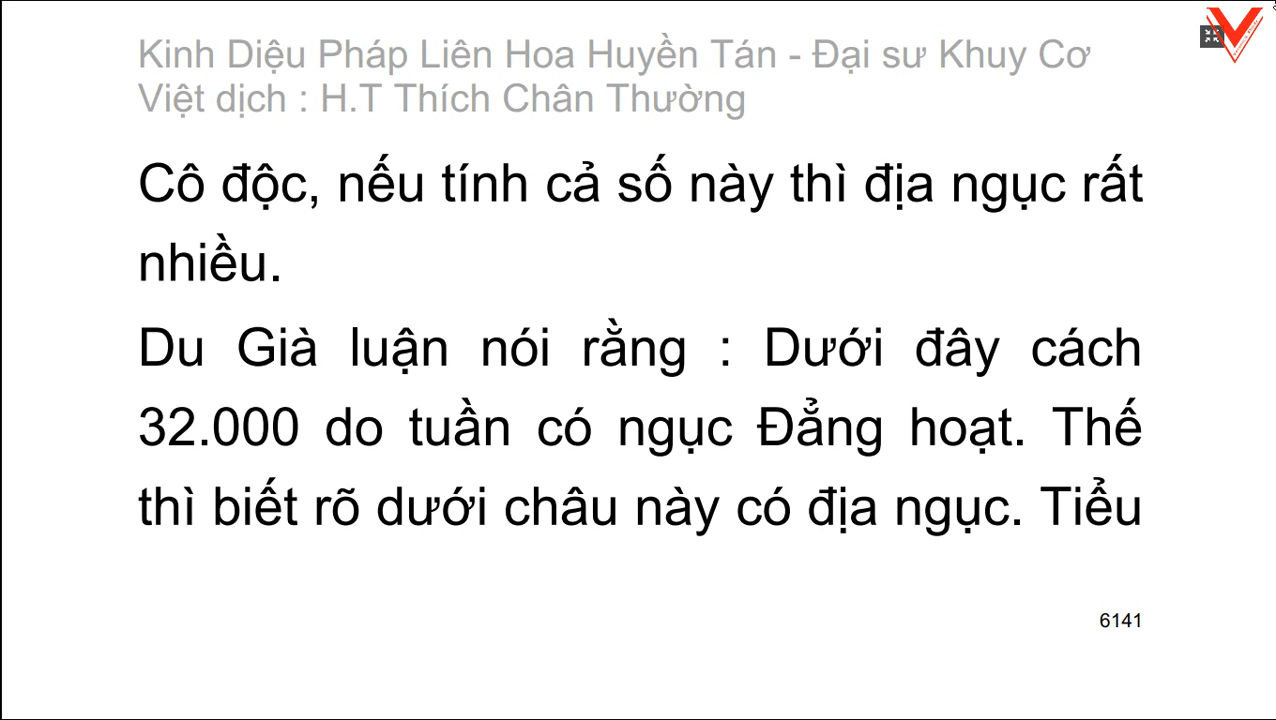 Kinh Diệu Pháp Liên Hoa Huyền Tán - Đại sư Khuy Cơ
Việt dịch : H.T Thích Chân Thường
Cô độc, nếu tính cả số này thì địa ngục rất
nhiều.
Du Già luận nói rằng : Dưới đây cách
32.000 do tuần có ngục Đẳng hoạt. Thế
thì biết rõ dưới châu này có địa ngục. Tiểu
6141